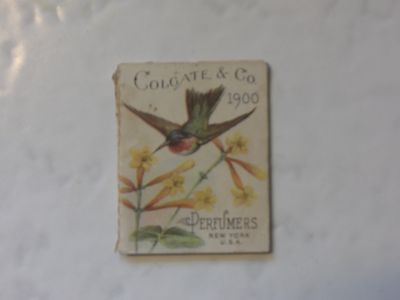 COLGATE & CO.
1900
PERFUMERS
NEW YORK
U.S.A.